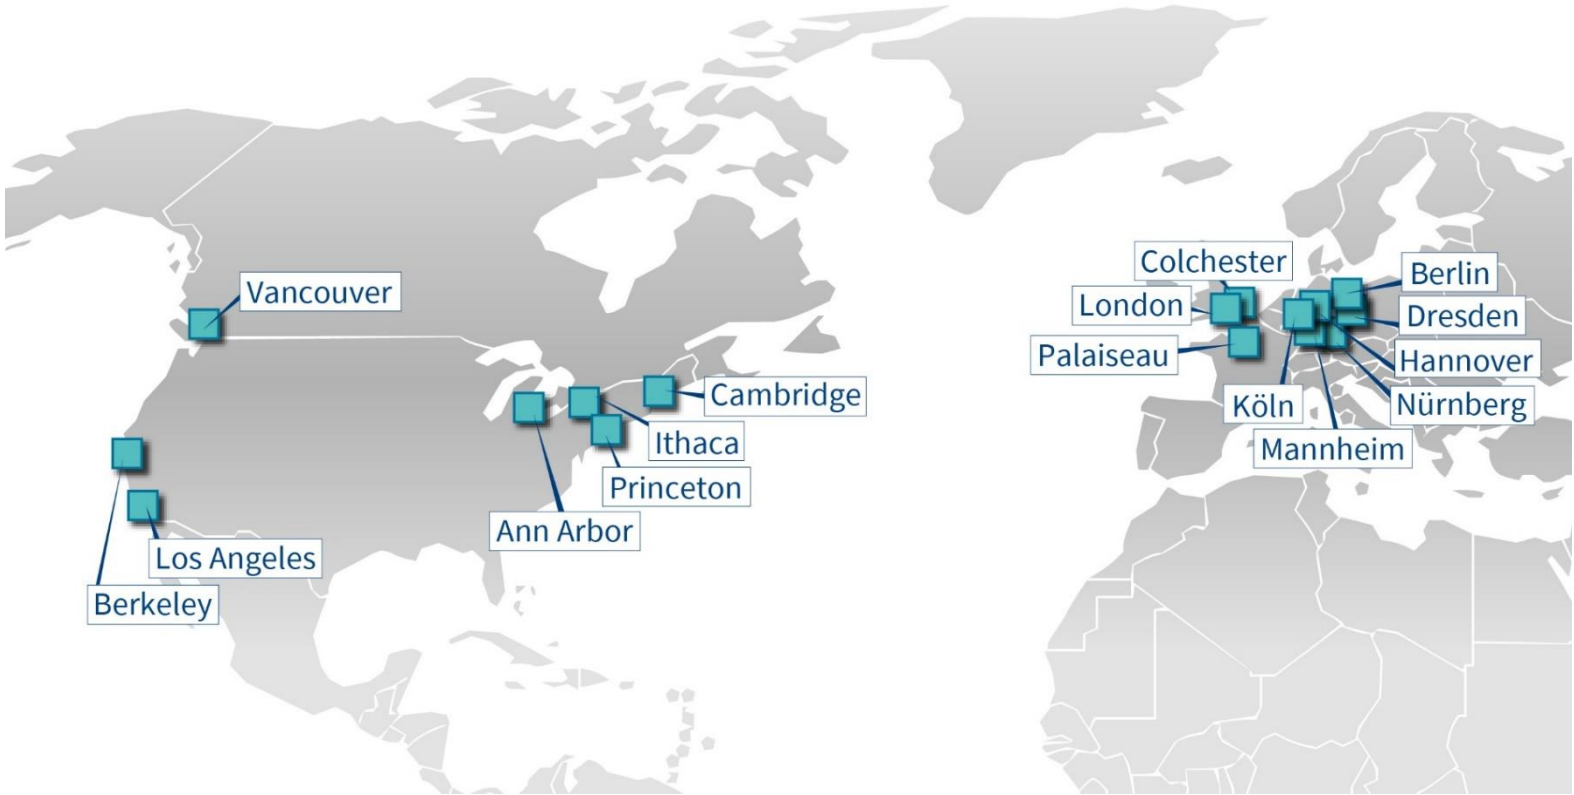 Vancouver
Cambridge
Ithaca
Princeton
Ann Arbor
Los Angeles
Berkeley
Colchester
London
Palaiseau
Berlin
Dresden
Hannover
Nürnberg
Köln
Mannheim